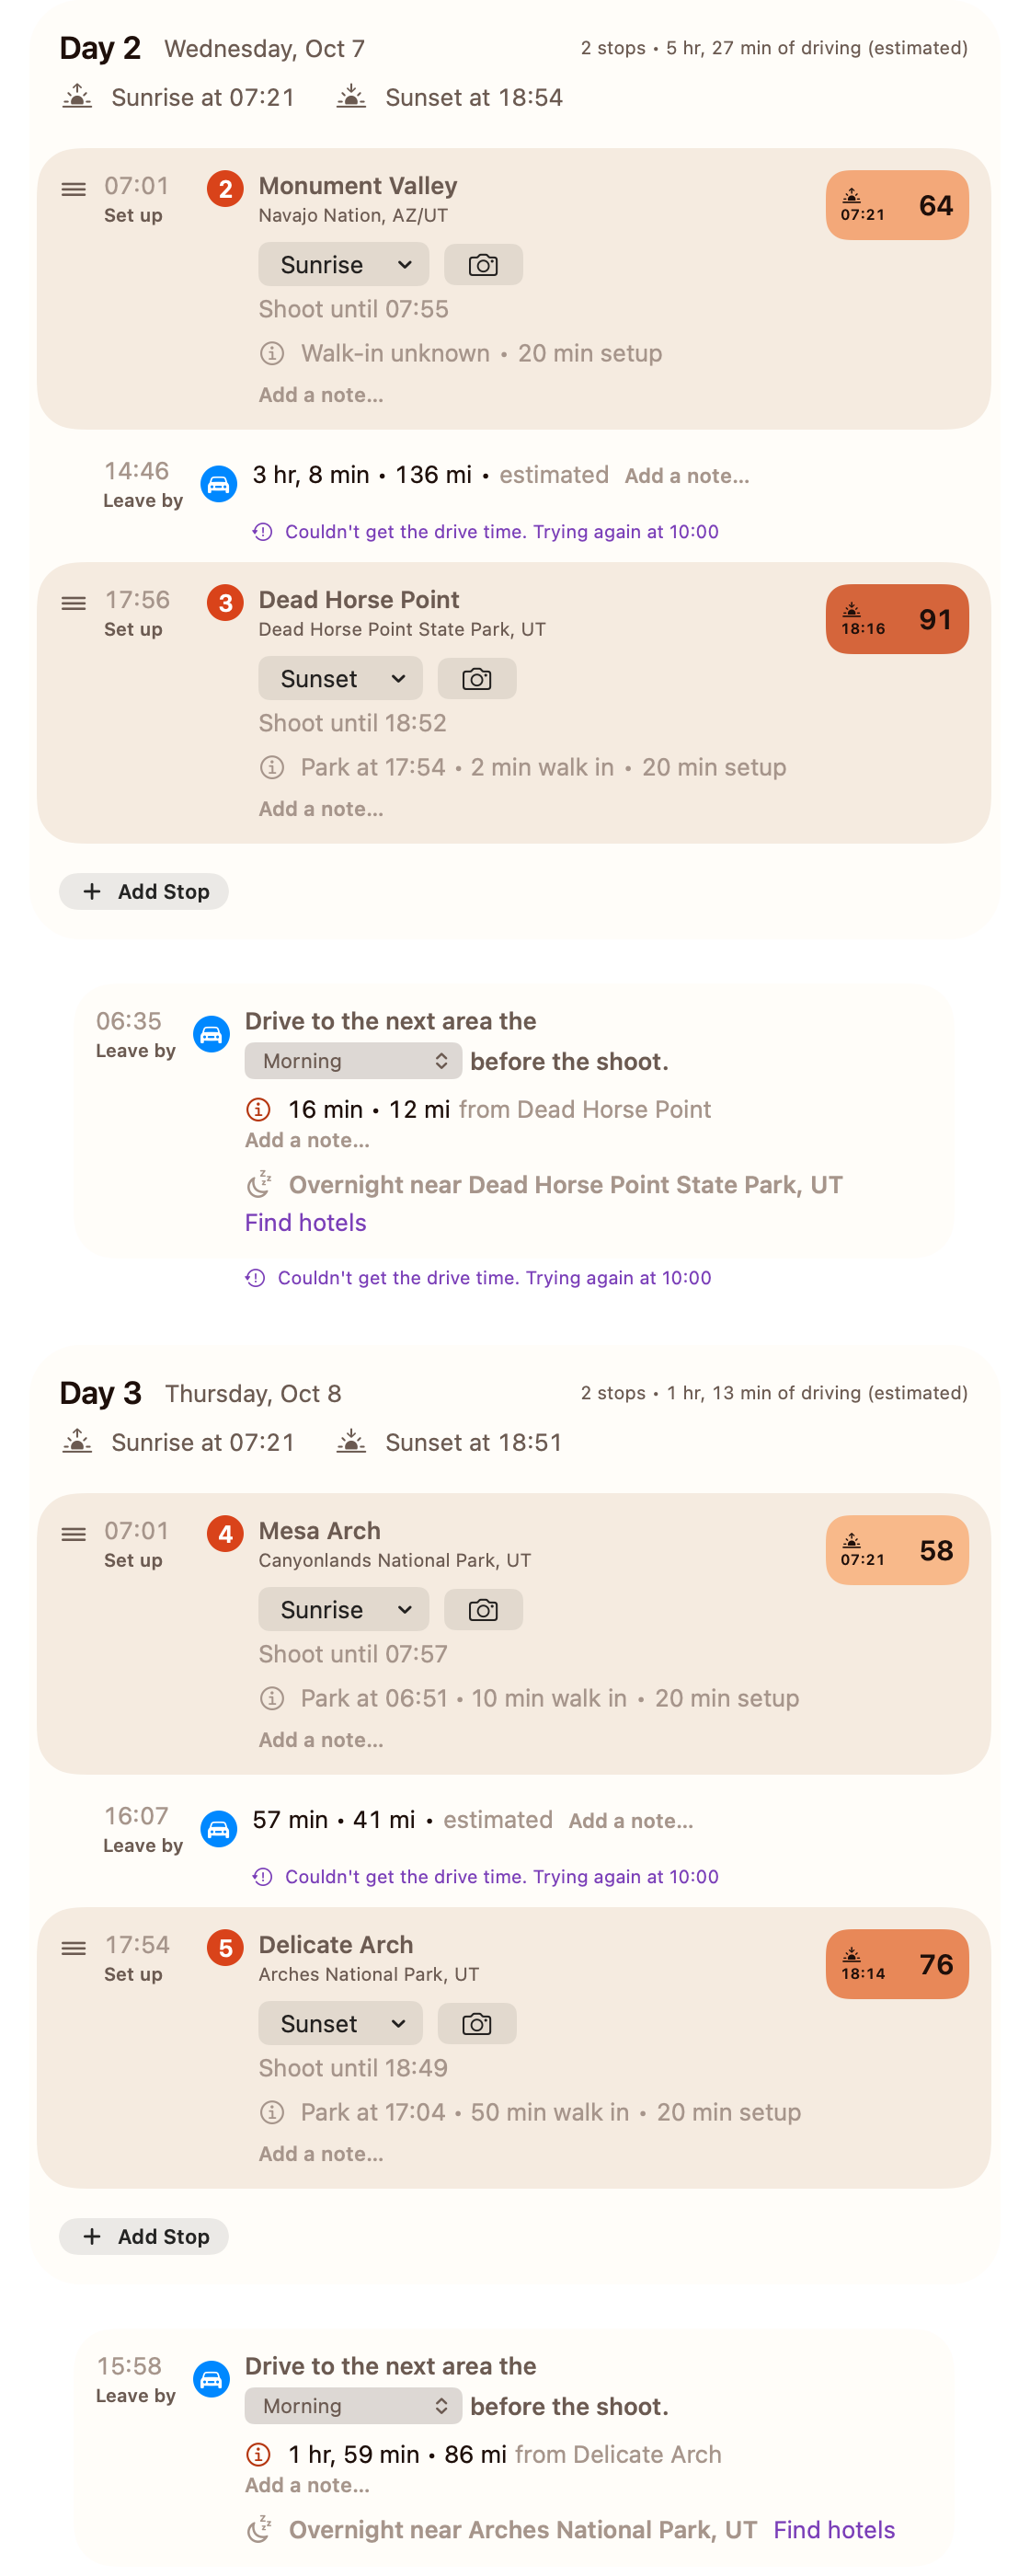 Day 2 Wednesday, Oct 7 2 stops • 5 hr, 27 min of driving (estimated)
Sunrise at 07:21 Sunset at 18:54
07:01 2 Monument Valley 64
Set up Navajo Nation, AZ/UT 07:21
Sunrise
Shoot until 07:55
Walk-in unknown • 20 min setup
Add a note...
14:46 3 hr, 8 min • 136 mi • estimated Add a note...
Leave by
Couldn't get the drive time. Trying again at 10:00
17:56 3 Dead Horse Point 91
Set up Dead Horse Point State Park, UT 18:16
Sunset
Shoot until 18:52
Park at 17:54 • 2 min walk in • 20 min setup
Add a note...
+ Add Stop
06:35 Drive to the next area the
Leave by
Morning before the shoot.
16 min • 12 mi from Dead Horse Point
Add a note...
Overnight near Dead Horse Point State Park, UT
Find hotels
Couldn't get the drive time. Trying again at 10:00
Day 3 Thursday, Oct 8 2 stops • 1 hr, 13 min of driving (estimated)
Sunrise at 07:21 Sunset at 18:51
07:01 4 Mesa Arch 58
Set up Canyonlands National Park, UT 07:21
Sunrise
Shoot until 07:57
Park at 06:51 • 10 min walk in • 20 min setup
Add a note...
16:07 57 min • 41 mi • estimated Add a note...
Leave by
Couldn't get the drive time. Trying again at 10:00
17:54 5 Delicate Arch 76
Set up Arches National Park, UT 18:14
Sunset
Shoot until 18:49
Park at 17:04 • 50 min walk in • 20 min setup
Add a note...
+ Add Stop
15:58 Drive to the next area the
Leave by
Morning before the shoot.
1 hr, 59 min • 86 mi from Delicate Arch
Add a note...
Overnight near Arches National Park, UT Find hotels